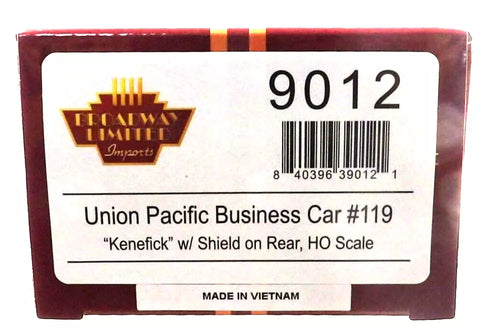 BROADWAY
LIMITED
Imports
9012
8 40396 39012 1
Union Pacific Business Car #119
“Kenefick” w/ Shield on Rear, HO Scale
MADE IN VIETNAM